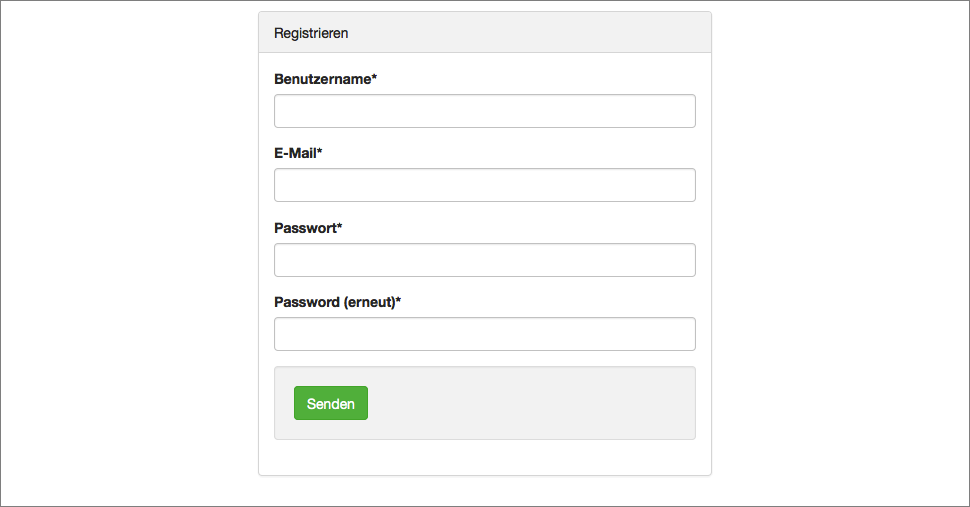 Registrieren
Benutzername*
E-Mail*
Passwort*
Password (erneut)*
Senden